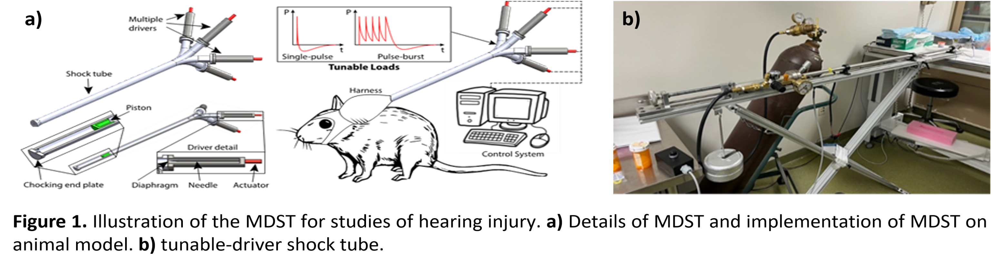 a)
Multiple
drivers
Shock tube
Piston
Driver detail
Chocking end plate
Diaphragm
Needle
Actuator
P
t
Single-pulse
P
t
Pulse-burst
Tunable Loads
Harness
Control System
b)
Figure 1. Illustration of the MDST for studies of hearing injury. a) Details of MDST and implementation of MDST on
animal model. b) tunable-driver shock tube.